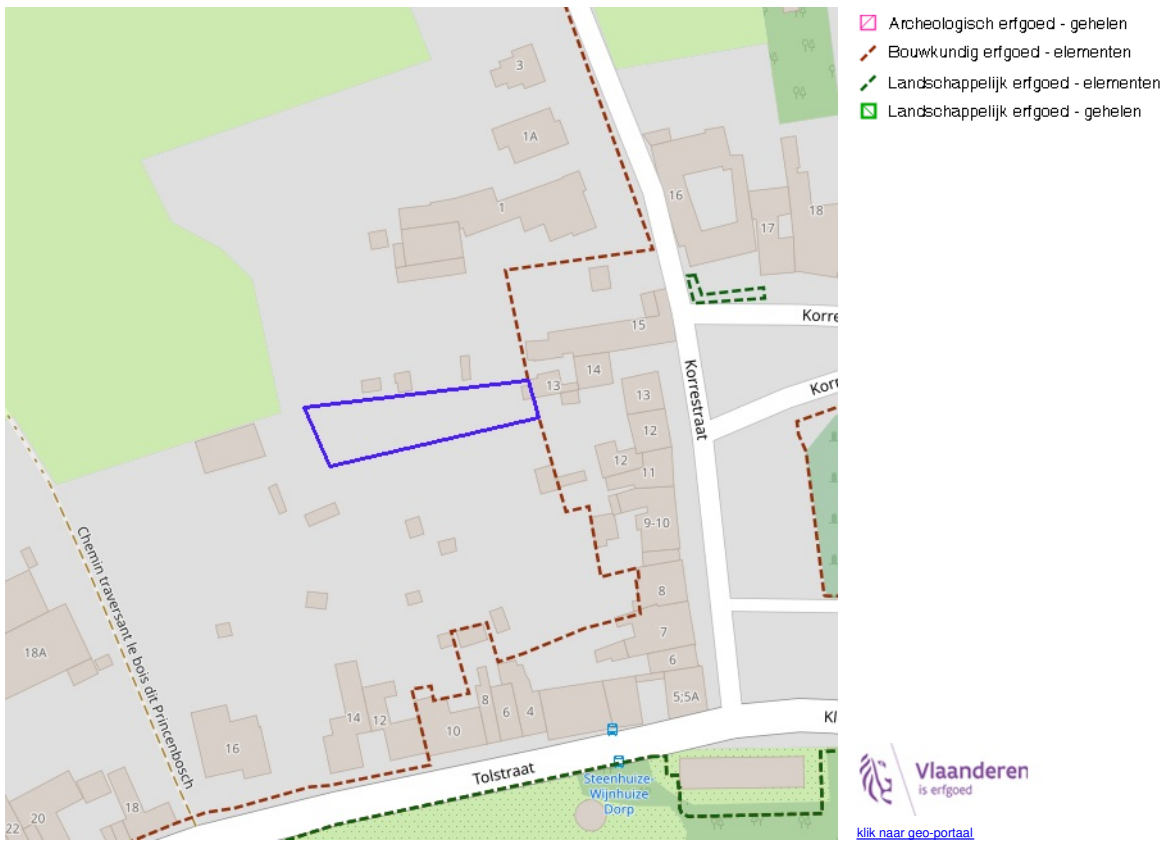 Archeologisch erfgoed - gehelen
Bouwkundig erfgoed - elementen
Landschappelijk erfgoed - elementen
Landschappelijk erfgoed - gehelen
3
1A
1
16
17
18
Korre
15
14
13
Korrestraat
Korr
13
12
12
11
9-10
8
7
6
5;5A
Chemin traversant le bois dit Princenbosch
18A
14
12
10
8
6
4
16
Kl
Tolstraat
Steenhuize-
Wijnhuize
Dorp
18
20
22
Vlaanderen
is erfgoed
klik naar geo-portaal